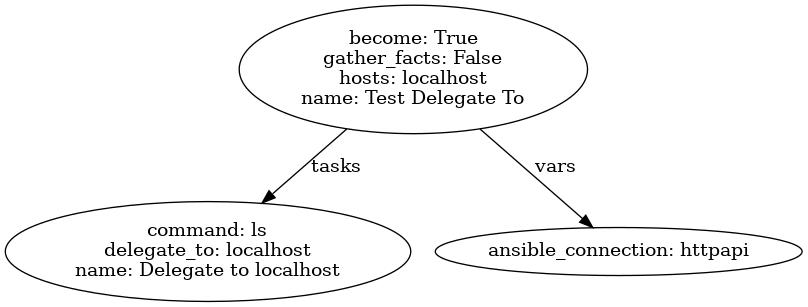 become: True
gather_facts: False
hosts: localhost
name: Test Delegate To
tasks
vars
command: ls
delegate_to: localhost
name: Delegate to localhost
ansible_connection: httpapi